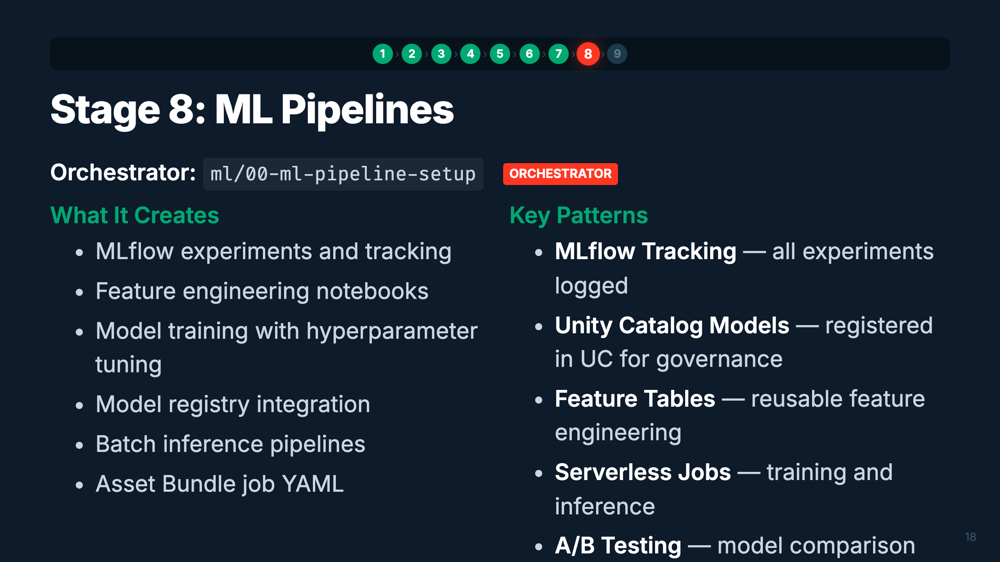 1 › 2 › 3 › 4 › 5 › 6 › 7 › 8 › 9
Stage 8: ML Pipelines
Orchestrator: ml/00-ml-pipeline-setup ORCHESTRATOR
What It Creates
• MLflow experiments and tracking
• Feature engineering notebooks
• Model training with hyperparameter
tuning
• Model registry integration
• Batch inference pipelines
• Asset Bundle job YAML
Key Patterns
• MLflow Tracking — all experiments
logged
• Unity Catalog Models — registered
in UC for governance
• Feature Tables — reusable feature
engineering
• Serverless Jobs — training and
inference
• A/B Testing — model comparison
18